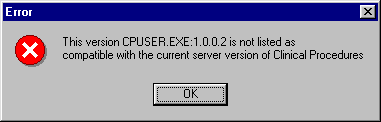 Error
This version CPUSER.EXE:1.0.0.2 is not listed as
compatible with the current server version of Clinical Procedures
OK